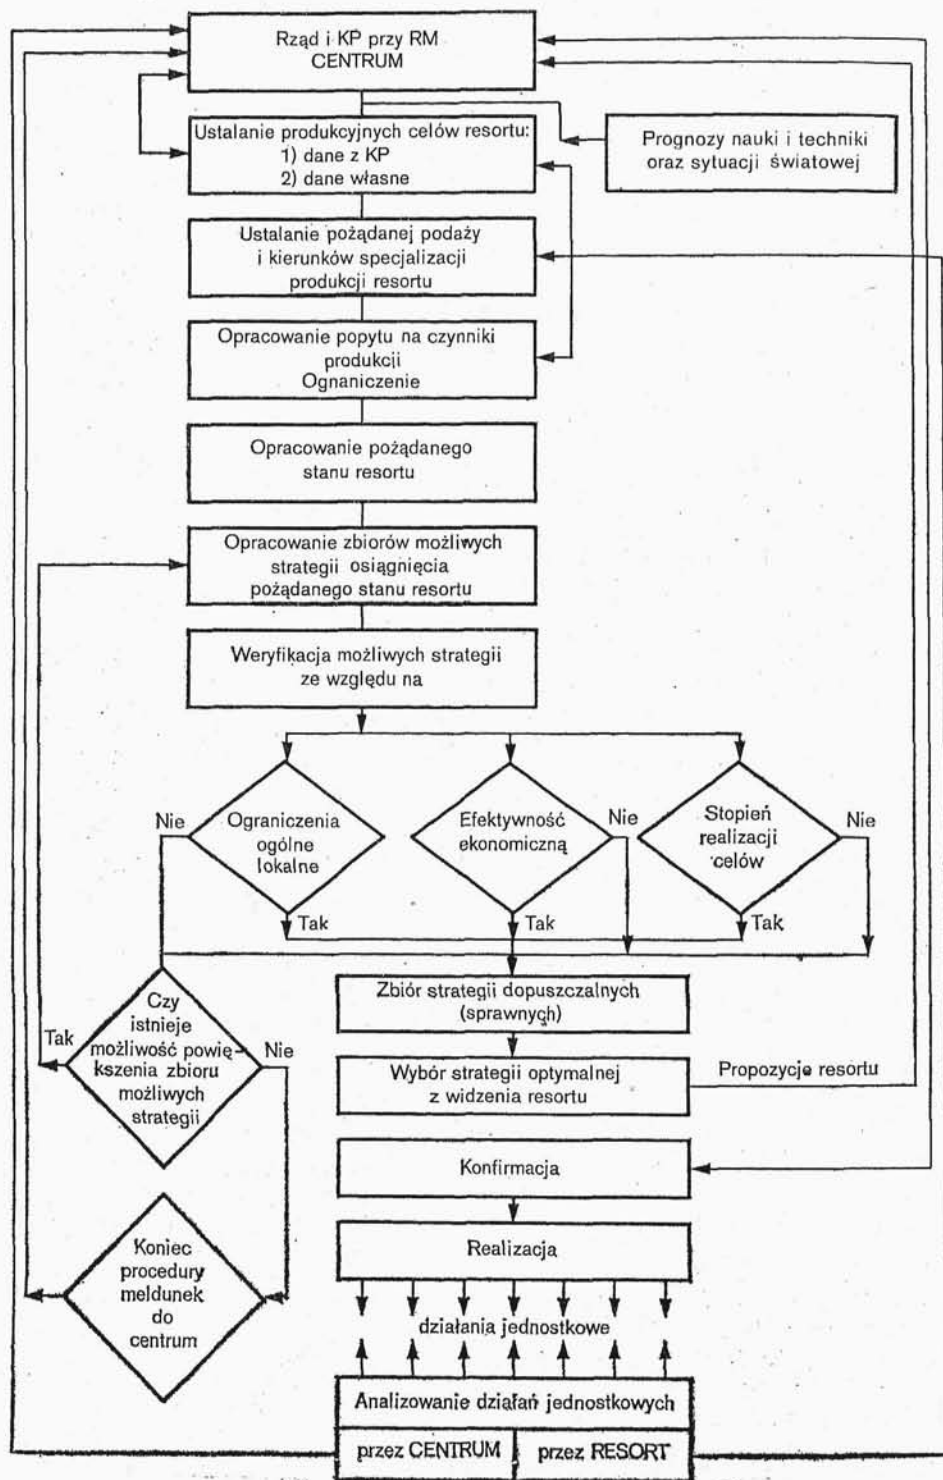 Rząd i KP przy RM
CENTRUM
Ustalanie produkcyjnych celów resortu:
1) dane z KP
2) dane własne
Prognozy nauki i techniki
oraz sytuacji światowej
Ustalanie pożądanej podaży
i kierunków specjalizacji
produkcji resortu
Opracowanie popytu na czynniki
produkcji
Ognaniczenie
Opracowanie pożądanego
stanu resortu
Opracowanie zbiorów możliwych
strategii osiągnięcia
pożądanego stanu resortu
Weryfikacja możliwych strategii
ze względu na
Nie
Ograniczenia
ogólne
lokalne
Tak
Efektywność
ekonomiczną
Nie
Tak
Stopień
realizacji
celów
Nie
Tak
Czy
istnieje
możliwość powię-
kszenia zbioru
możliwych
strategii
Tak
Nie
Zbiór strategii dopuszczalnych
(sprawnych)
Wybór strategii optymalnej
z widzenia resortu
Propozycje resortu
Konfirmacja
Realizacja
Koniec
procedury
meldunek
do
centrum
działania jednostkowe
Analizowanie działań jednostkowych
przez CENTRUM
przez RESORT